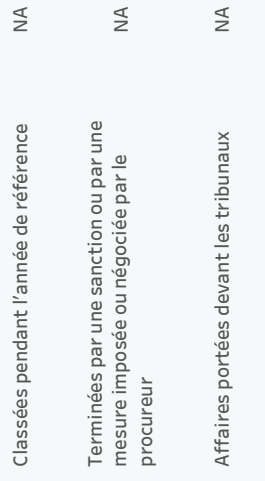 Classées pendant l'année de référence NA
Terminées par une sanction ou par une
mesure imposée ou négociée par le NA
procureur
Affaires portées devant les tribunaux NA